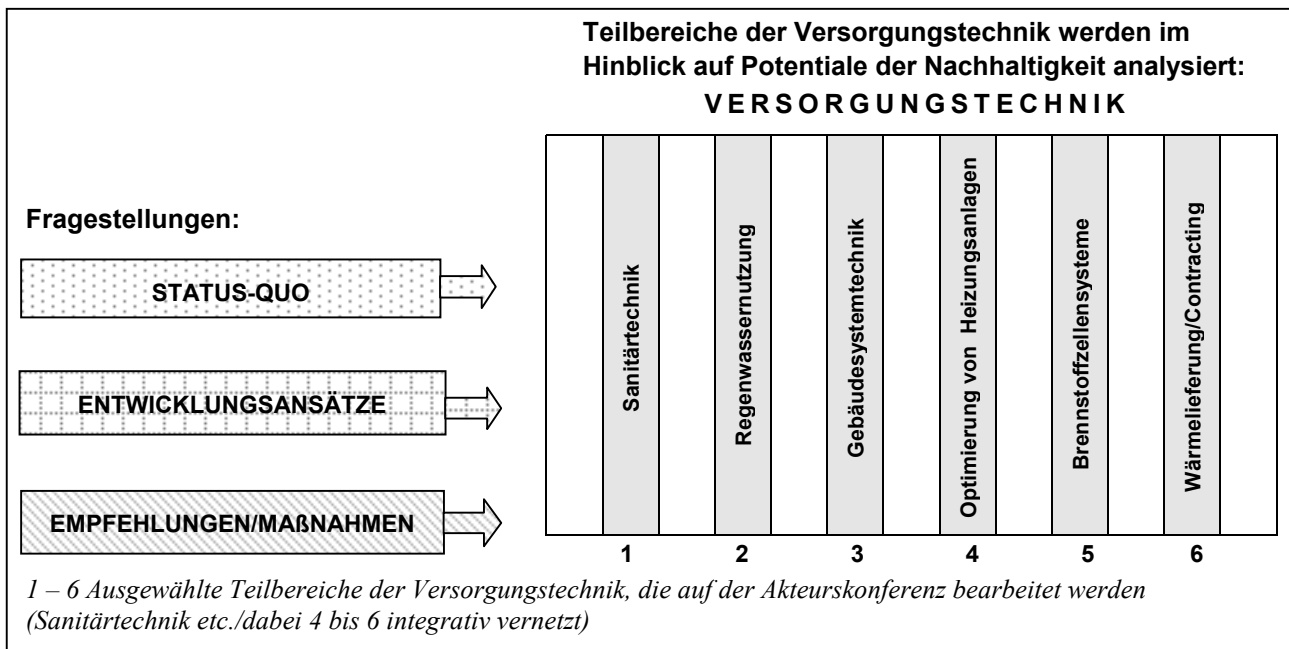 Teilbereiche der Versorgungstechnik werden im
Hinblick auf Potentiale der Nachhaltigkeit analysiert:
VERSORGUNGSTECHNIK
Fragestellungen:
STATUS-QUO
ENTWICKLUNGSANSÄTZE
EMPFEHLUNGEN/MAßNAHMEN
Sanitärtechnik
Regenwassernutzung
Gebäudesystemtechnik
Optimierung von Heizungsanlagen
Brennstoffzellensysteme
Wärmelieferung/Contracting
1 2 3 4 5 6
1 – 6 Ausgewählte Teilbereiche der Versorgungstechnik, die auf der Akteurskonferenz bearbeitet werden
(Sanitärtechnik etc./dabei 4 bis 6 integrativ vernetzt)